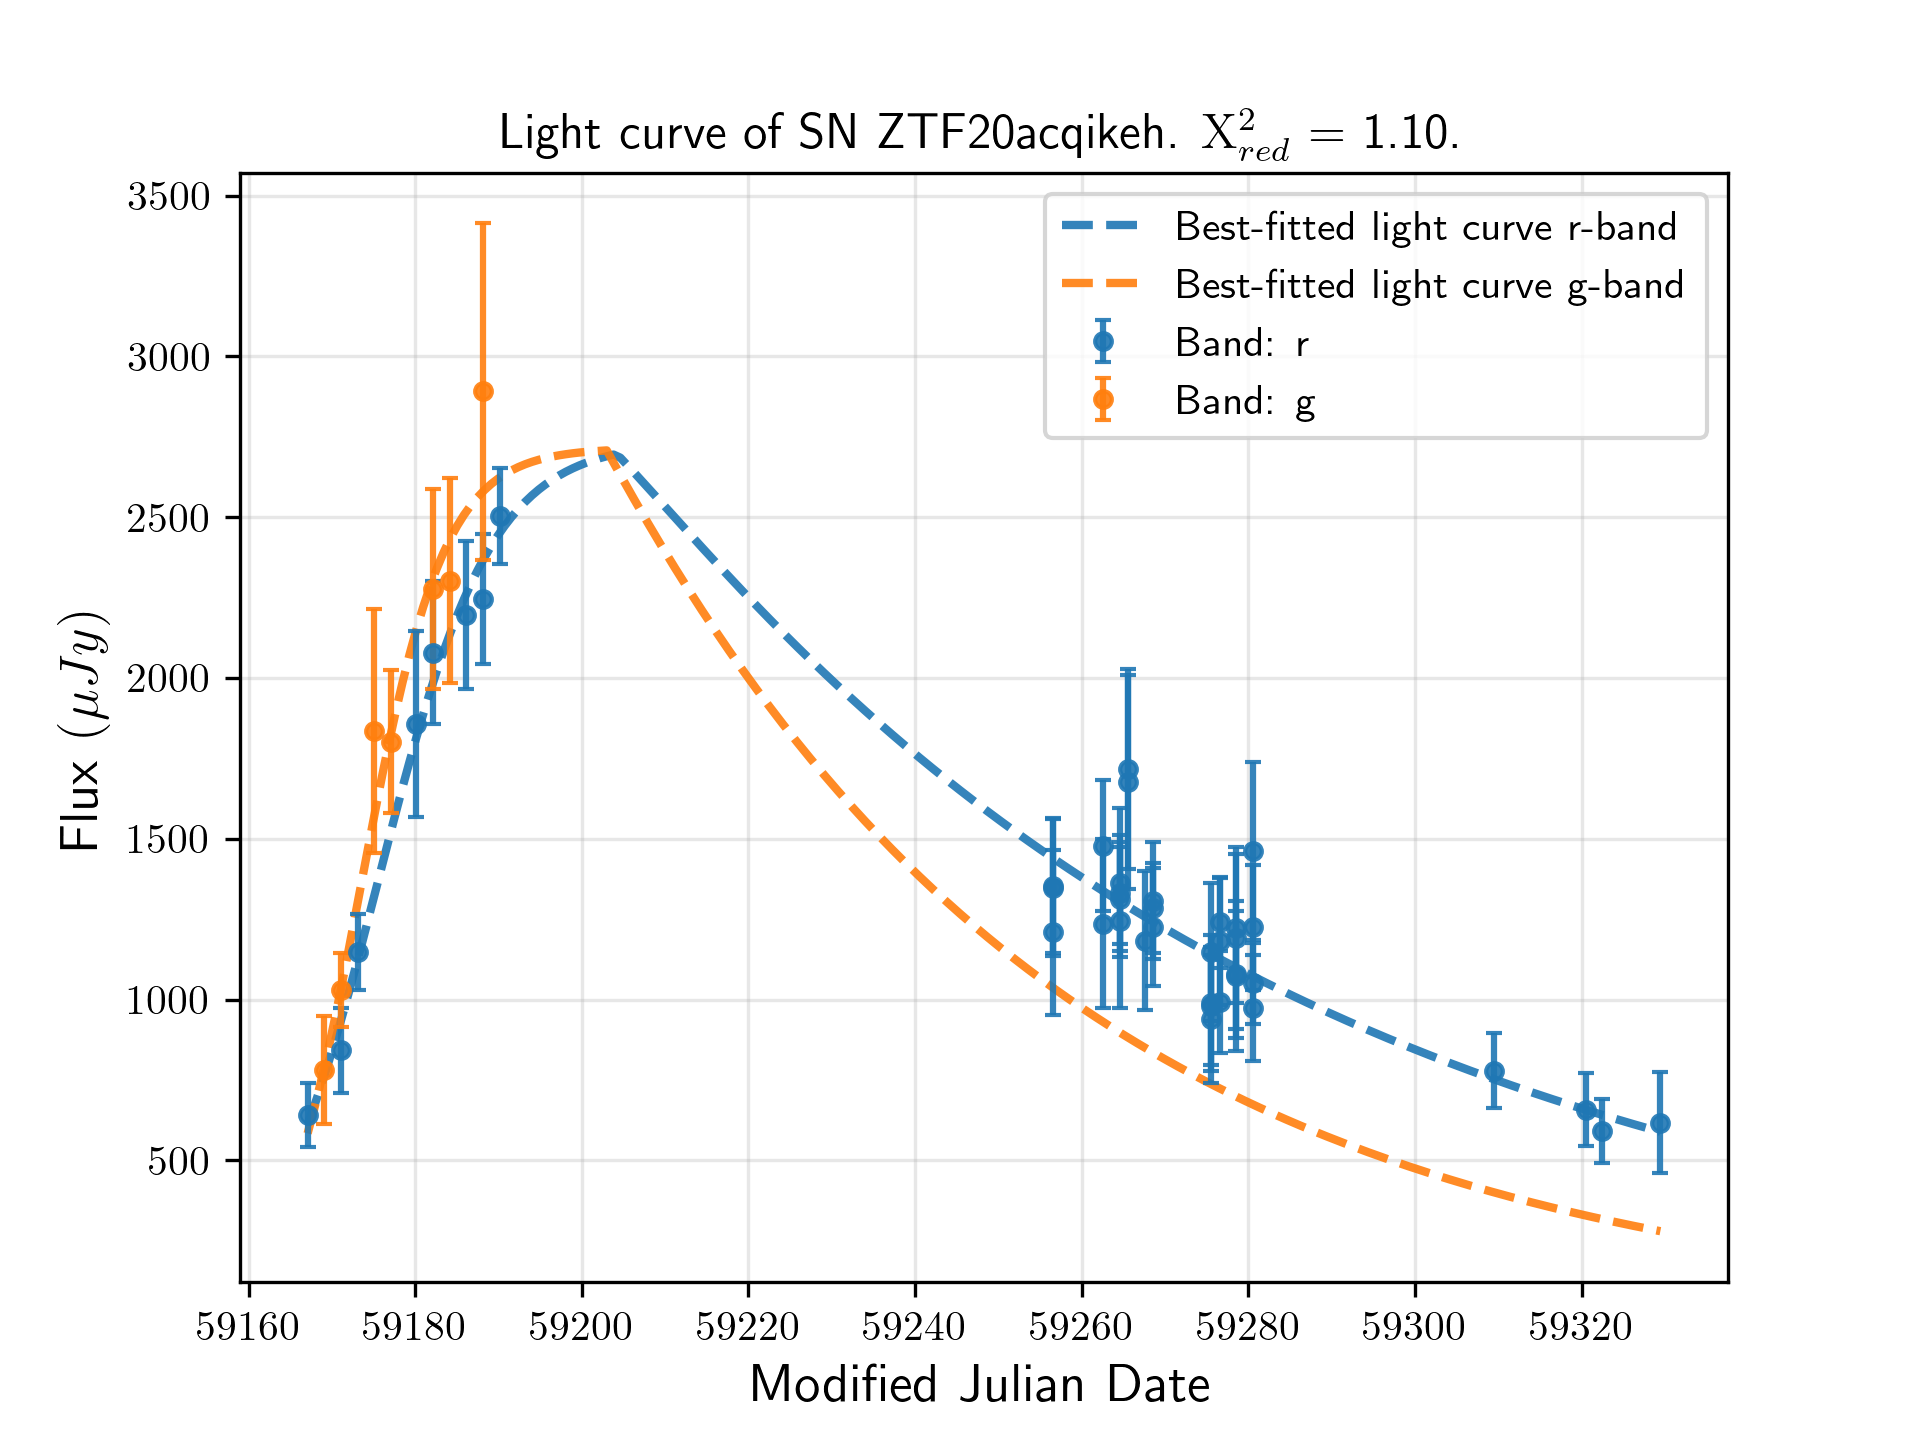 Light curve of SN ZTF20acqikeh. X²_red = 1.10.
3500
3000
2500
2000
1500
1000
500
Flux (μJy)
Best-fitted light curve r-band
Best-fitted light curve g-band
Band: r
Band: g
59160 59180 59200 59220 59240 59260 59280 59300 59320
Modified Julian Date